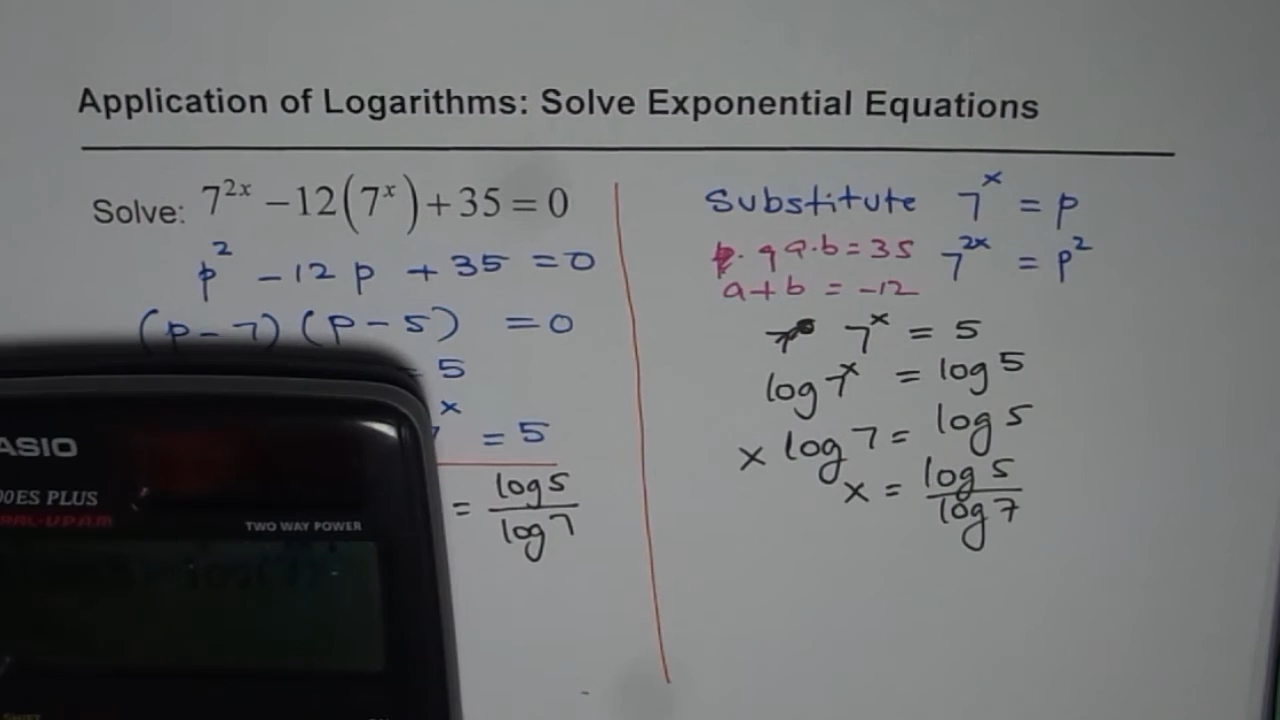 Application of Logarithms: Solve Exponential Equations
Solve: 7^{2x} – 12(7^x) + 35 = 0
p^2 – 12p + 35 = 0
(p – 7)(p – 5) = 0
= 5
x
= 5
= log 5 / log 7
Substitute 7^x = p
a·b = 35 7^{2x} = p^2
a + b = –12
7^x = 5
log 7^x = log 5
x log 7 = log 5
x = log 5 / log 7
ASIO
00ES PLUS
TWO WAY POWER